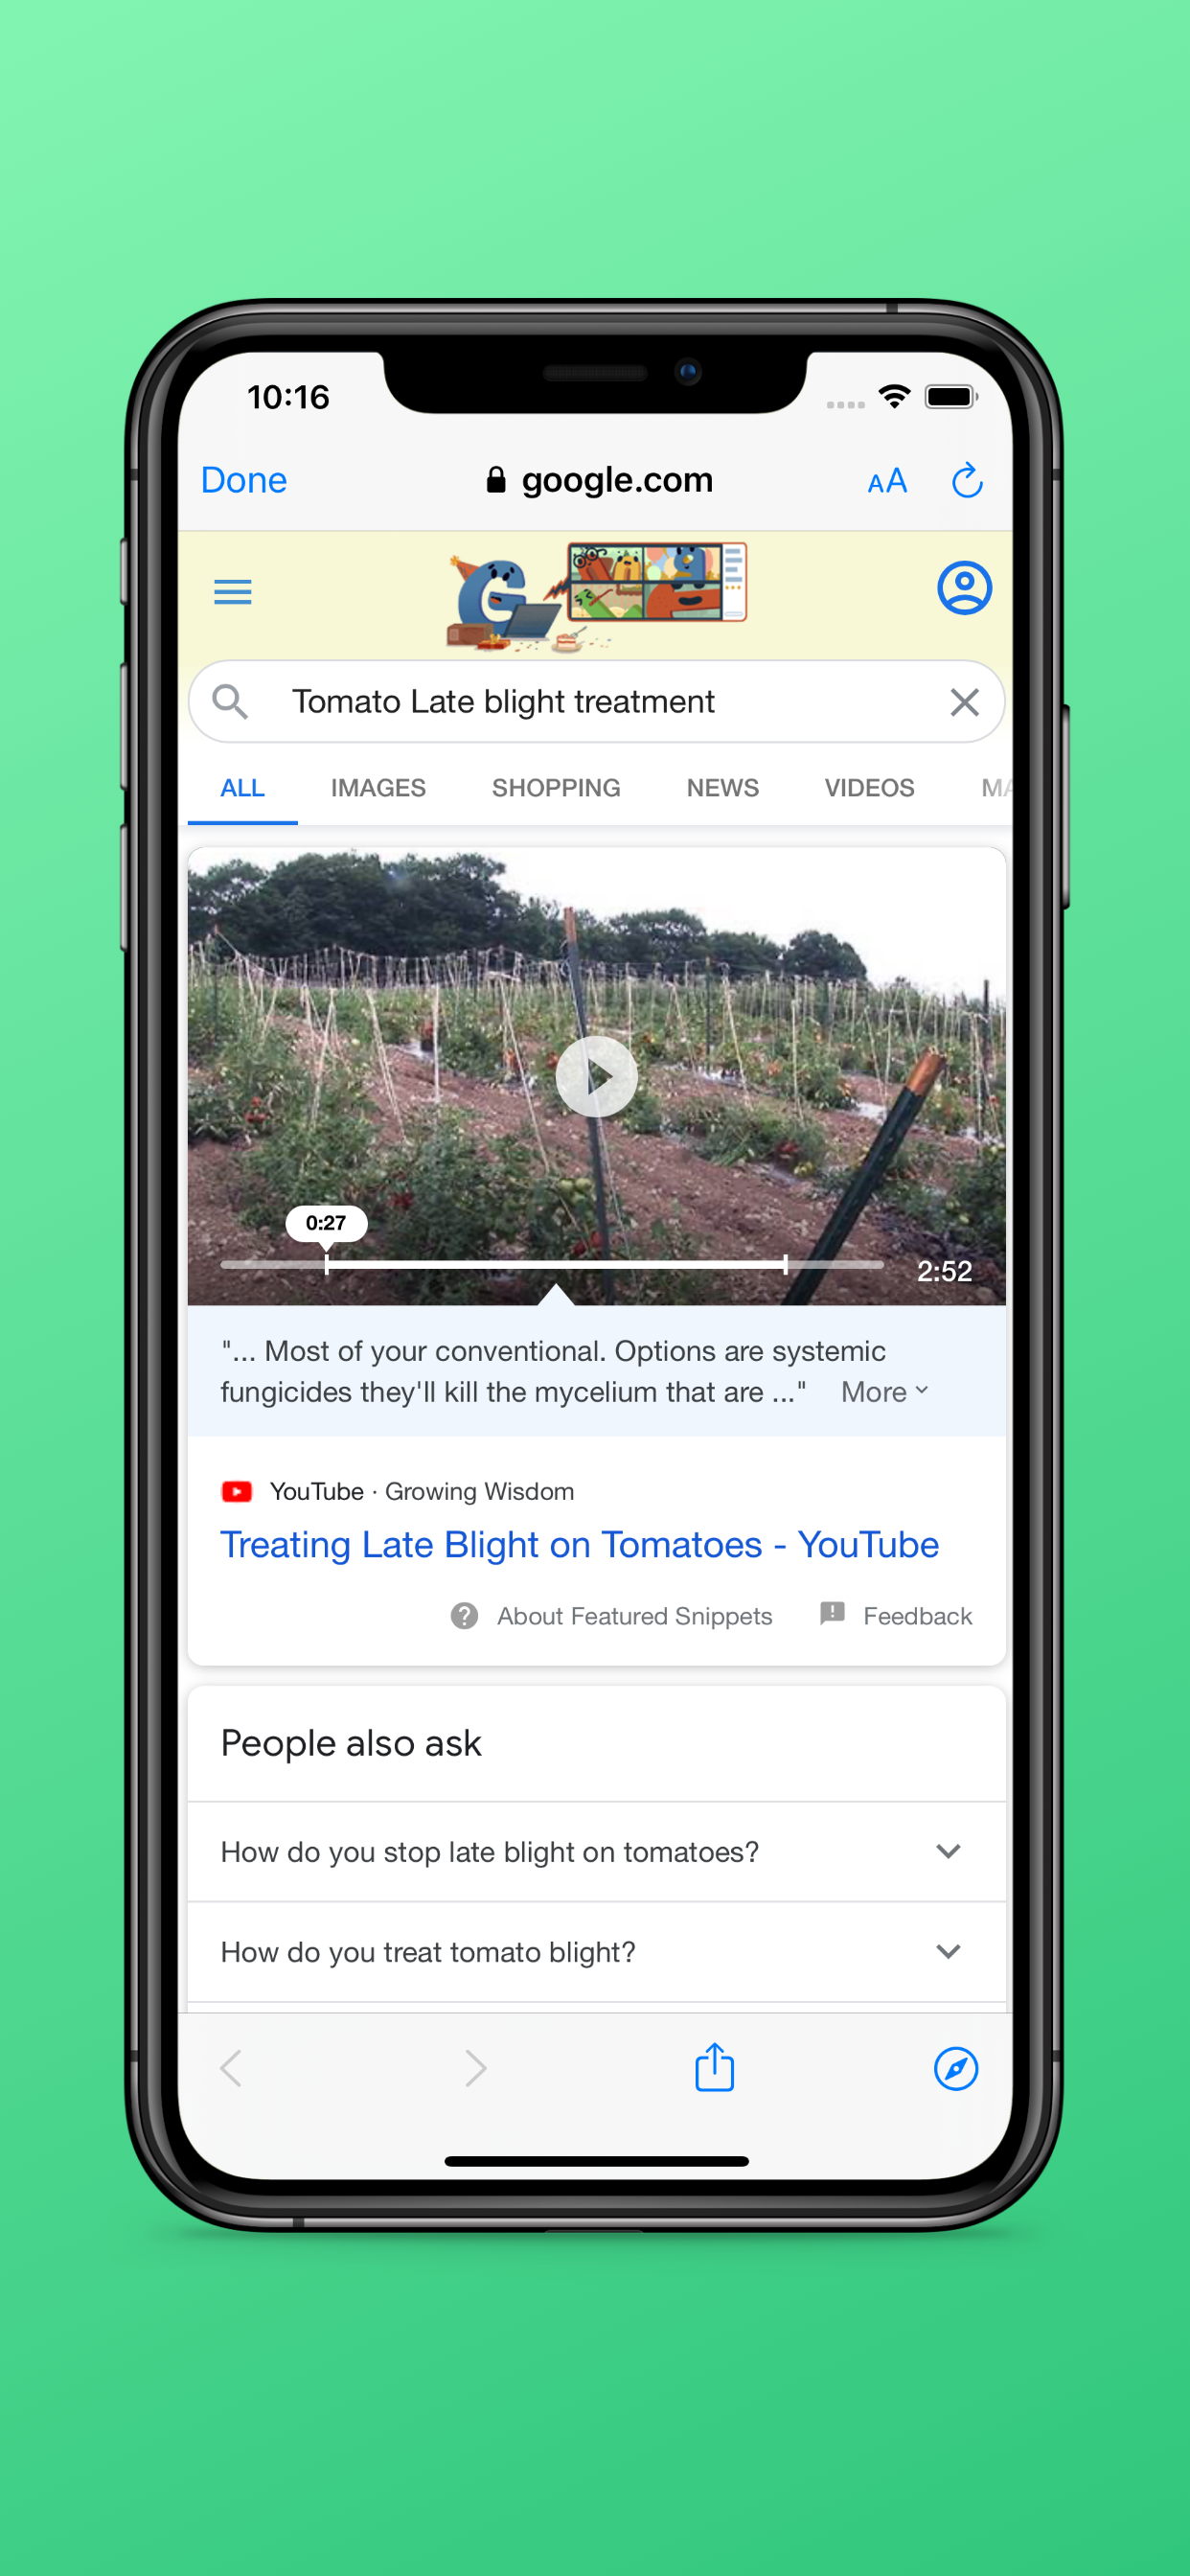 10:16
Done
google.com
AA
Tomato Late blight treatment
ALL IMAGES SHOPPING NEWS VIDEOS MA
0:27
2:52
"... Most of your conventional. Options are systemic
fungicides they'll kill the mycelium that are ..." More
YouTube · Growing Wisdom
Treating Late Blight on Tomatoes - YouTube
About Featured Snippets Feedback
People also ask
How do you stop late blight on tomatoes?
How do you treat tomato blight?